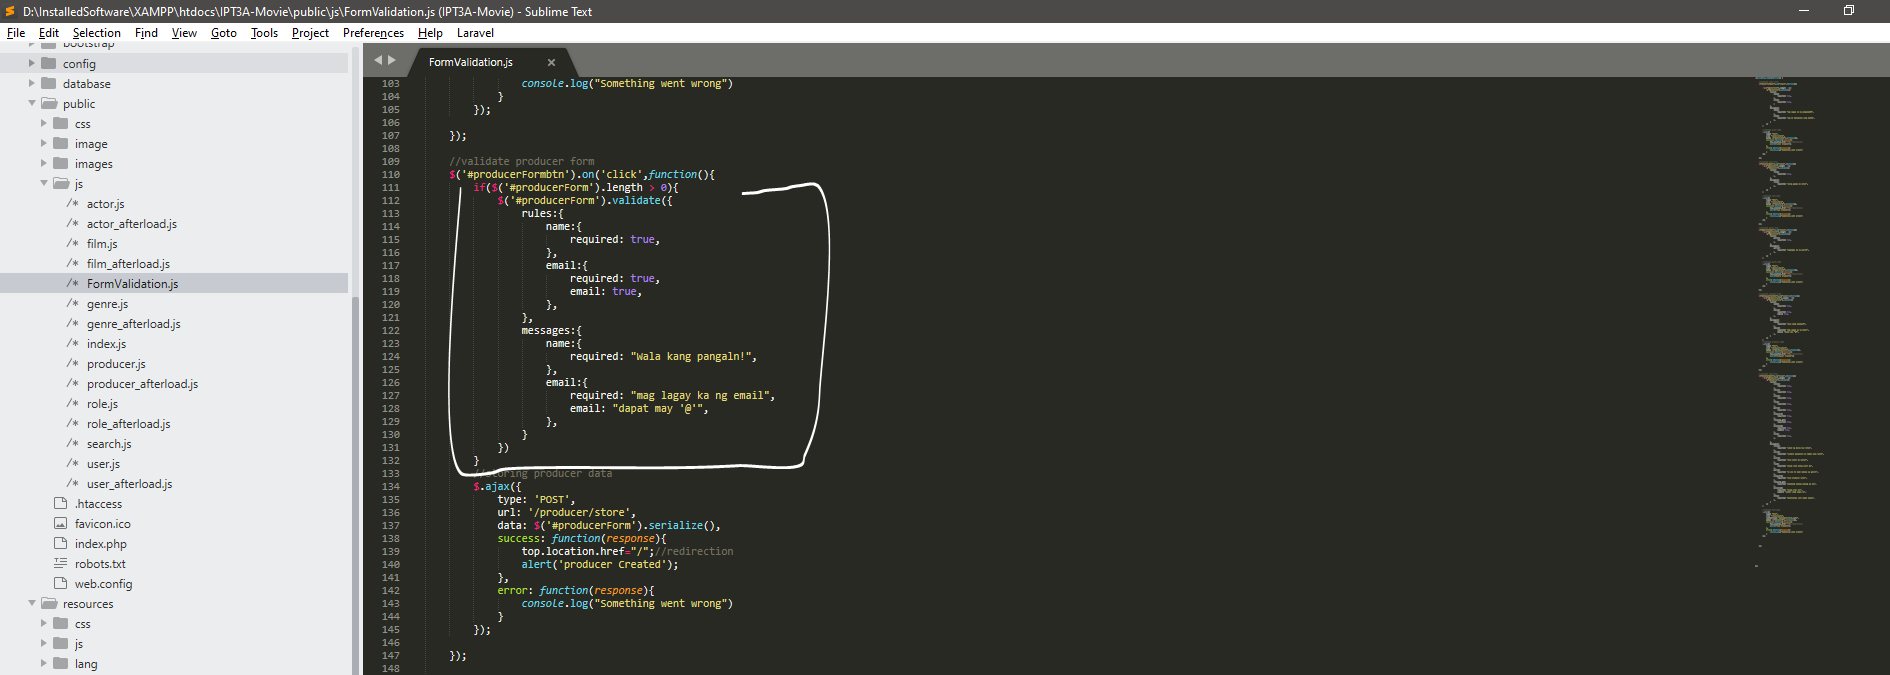 D:\InstalledSoftware\XAMPP\htdocs\IPT3A-Movie\public\js\FormValidation.js (IPT3A-Movie) - Sublime Text
File Edit Selection Find View Goto Tools Project Preferences Help Laravel
bootstrap
config
database
public
css
image
images
js
/* actor.js
/* actor_afterload.js
/* film.js
/* film_afterload.js
/* FormValidation.js
/* genre.js
/* genre_afterload.js
/* index.js
/* producer.js
/* producer_afterload.js
/* role.js
/* role_afterload.js
/* search.js
/* user.js
/* user_afterload.js
.htaccess
favicon.ico
index.php
robots.txt
web.config
resources
css
js
lang
FormValidation.js
103 console.log("Something went wrong")
104 }
105 });
106
107 });
108
109 //validate producer form
110 $('#producerFormbtn').on('click',function(){
111 if($('#producerForm').length > 0){
112 $('#producerForm').validate({
113 rules:{
114 name:{
115 required: true,
116 },
117 email:{
118 required: true,
119 email: true,
120 },
121 },
122 messages:{
123 name:{
124 required: "Wala kang pangaln!",
125 },
126 email:{
127 required: "mag lagay ka ng email",
128 email: "dapat may '@'",
129 },
130 }
131 })
132 }
133 //storing producer data
134 $.ajax({
135 type: 'POST',
136 url: '/producer/store',
137 data: $('#producerForm').serialize(),
138 success: function(response){
139 top.location.href="/";//redirection
140 alert('producer Created');
141 },
142 error: function(response){
143 console.log("Something went wrong")
144 }
145 });
146
147 });
148